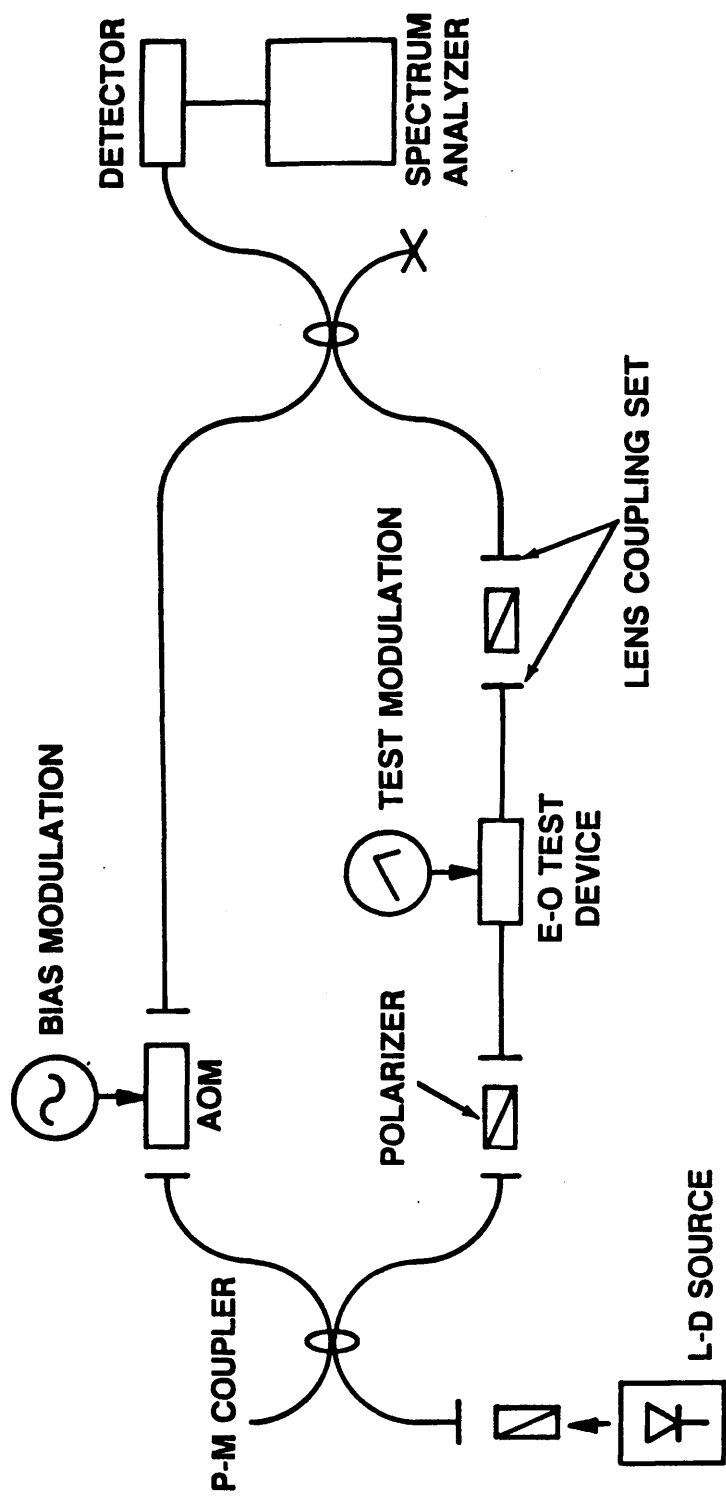 BIAS MODULATION
AOM
P-M COUPLER
POLARIZER
TEST MODULATION
E-O TEST
DEVICE
L-D SOURCE
LENS COUPLING SET
DETECTOR
SPECTRUM
ANALYZER